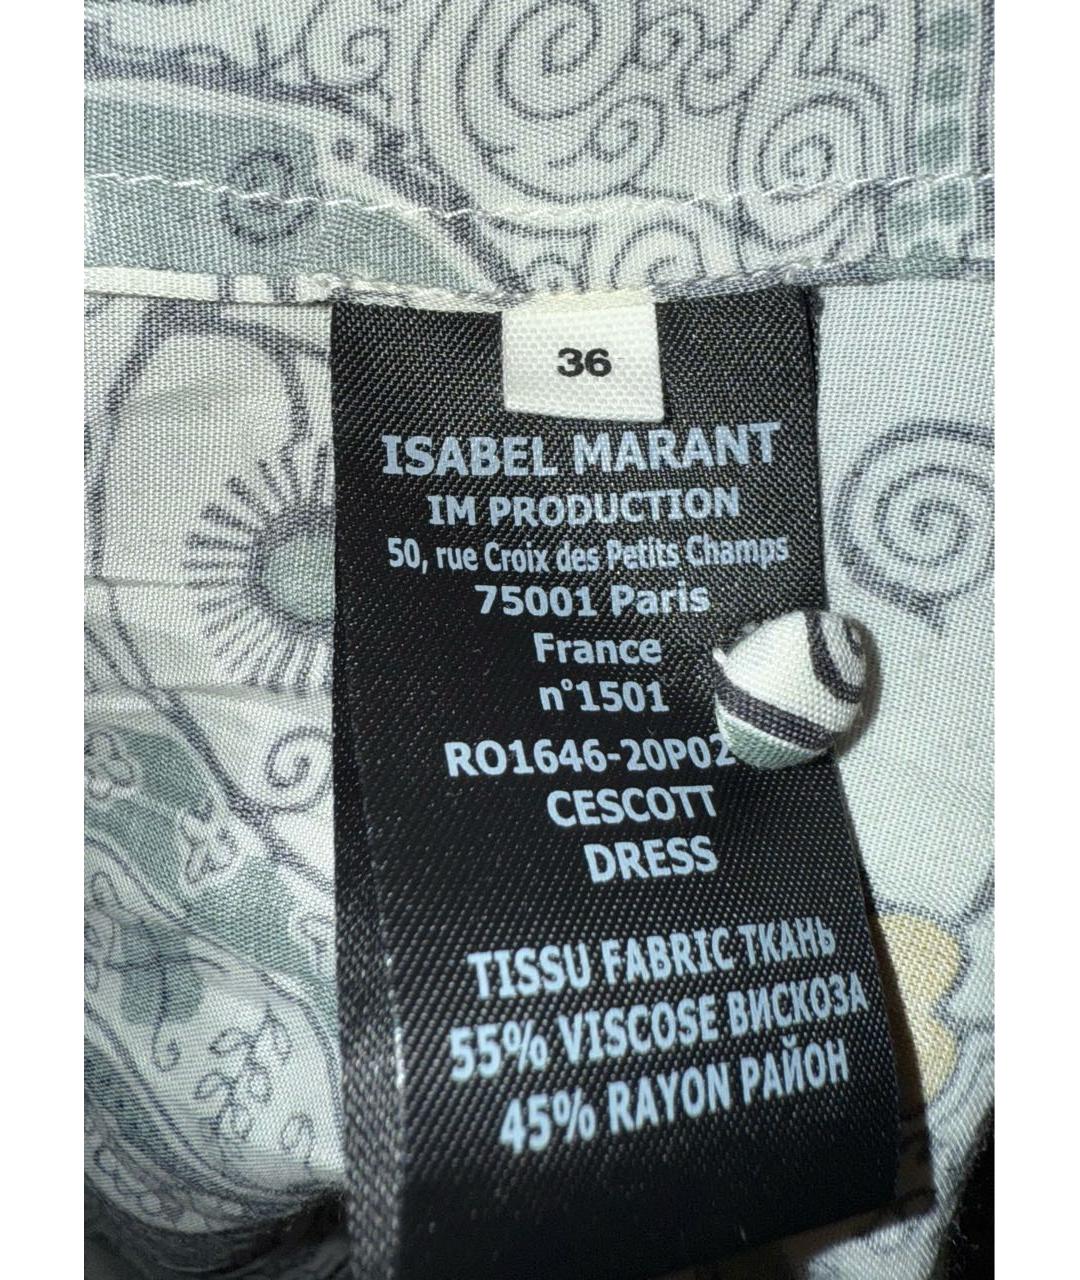 36
ISABEL MARANT
IM PRODUCTION
50, rue Croix des Petits Champs
75001 Paris
France
n°1501
RO1646-20P02
CESCOTT
DRESS
TISSU FABRIC ТКАНЬ
55% VISCOSE ВИСКОЗА
45% RAYON РАЙОН